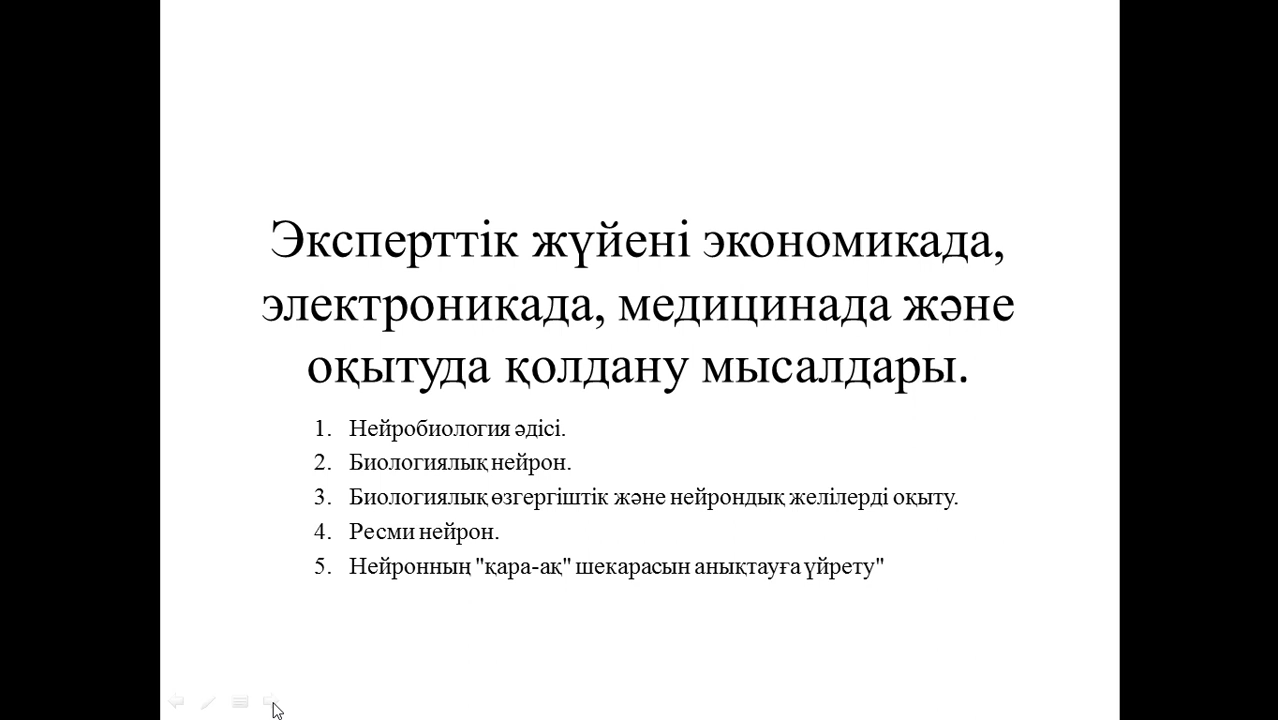 Эксперттік жүйені экономикада,
электроникада, медицинада және
оқытуда қолдану мысалдары.
1. Нейробиология әдісі.
2. Биологиялық нейрон.
3. Биологиялық өзгергіштік және нейрондық желілерді оқыту.
4. Ресми нейрон.
5. Нейронның "қара-ақ" шекарасын анықтауға үйрету"